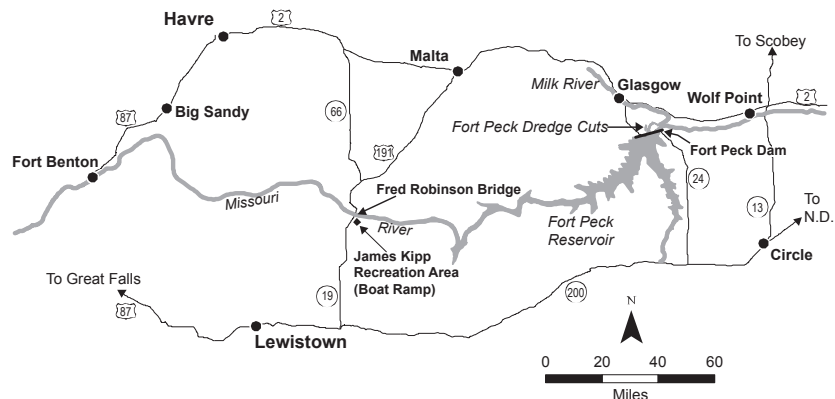 Havre
2
To Scobey
Malta
Milk River
Glasgow
Wolf Point
2
87
Big Sandy
66
Fort Peck Dredge Cuts
191
Fort Peck Dam
Fort Benton
24
Fred Robinson Bridge
Missouri
River
Fort Peck
Reservoir
13
To
N.D.
James Kipp
Recreation Area
(Boat Ramp)
Circle
To Great Falls
19
200
87
Lewistown
N
0 20 40 60
Miles